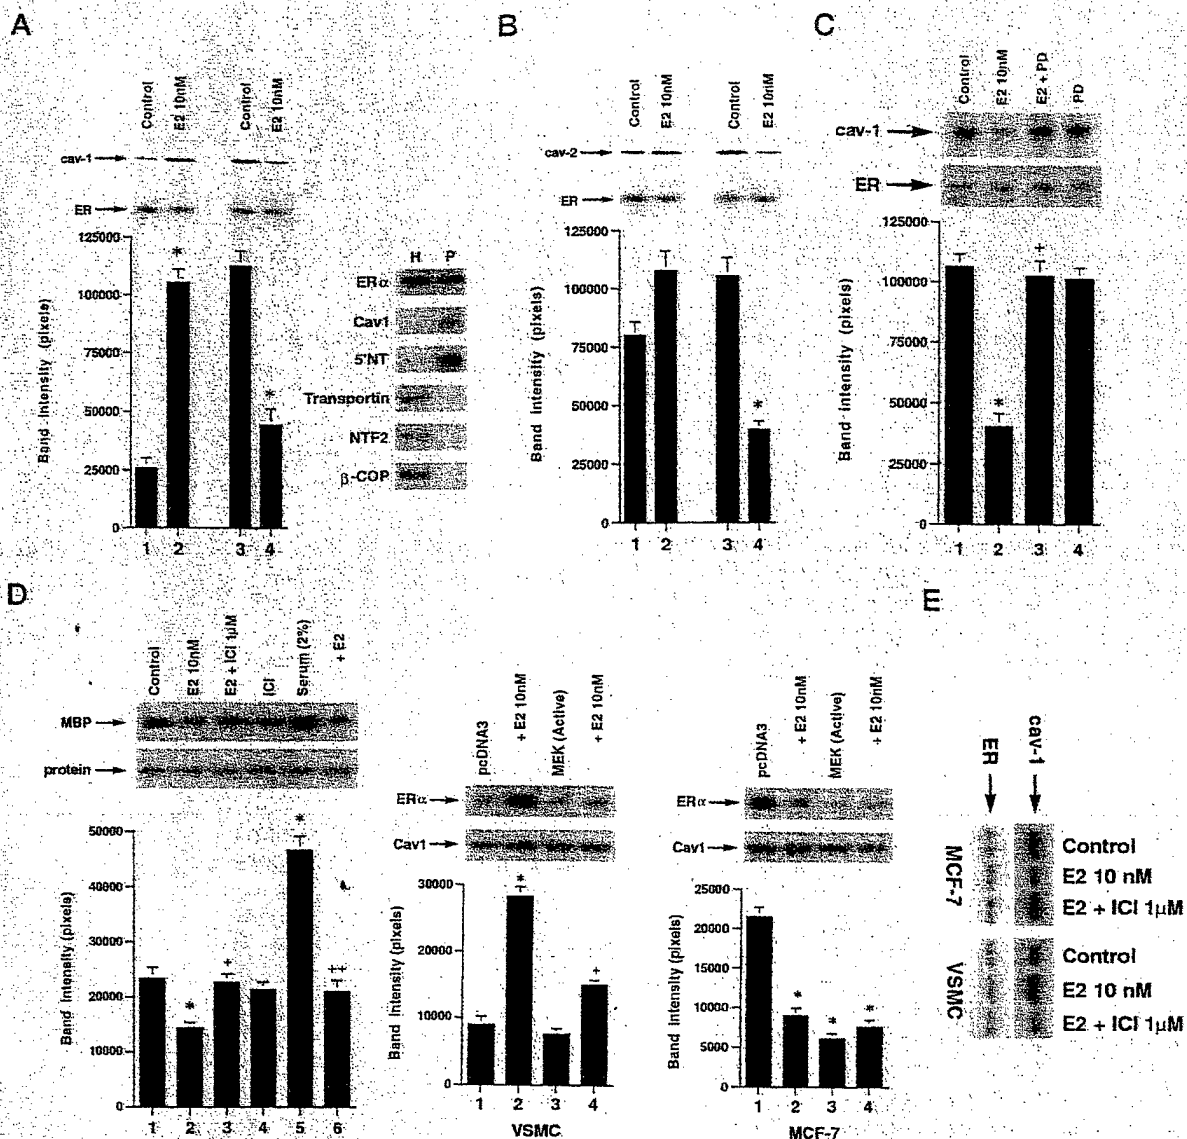 A
Control
E2 10nM
Control
E2 10nM
cav-1
ER
125000
100000
75000
50000
25000
0
Band Intensity (pixels)
*
*
1 2 3 4
H P
ERα
Cav1
5'NT
Transportin
NTF2
β-COP
B
Control
E2 10nM
Control
E2 10nM
cav-2
ER
125000
100000
75000
50000
25000
0
Band Intensity (pixels)
*
1 2 3 4
C
Control
E2 10nM
E2 + PD
PD
cav-1
ER
125000
100000
75000
50000
25000
0
Band Intensity (pixels)
*
+
1 2 3 4
D
Control
E2 10nM
E2 + ICI 1μM
ICI
Serum (2%)
+ E2
MBP
protein
50000
40000
30000
20000
10000
0
Band Intensity (pixels)
*
+
*
++
1 2 3 4 5 6
pcDNA3
+ E2 10nM
MEK (Active)
+ E2 10nM
ERα
Cav1
30000
20000
10000
0
Band Intensity (pixels)
*
+
1 2 3 4
VSMC
pcDNA3
+ E2 10nM
MEK (Active)
+ E2 10nM
ERα
Cav1
25000
20000
15000
10000
5000
0
Band Intensity (pixels)
*
*
*
1 2 3 4
MCF-7
E
ER
cav-1
MCF-7
Control
E2 10 nM
E2 + ICI 1μM
VSMC
Control
E2 10 nM
E2 + ICI 1μM